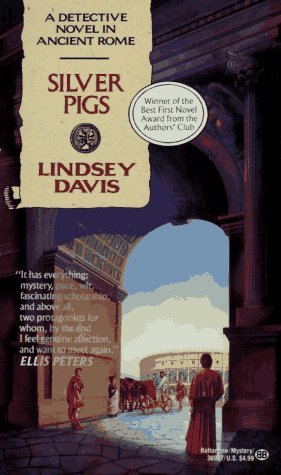 A DETECTIVE
NOVEL IN
ANCIENT ROME
SILVER
PIGS
LINDSEY
DAVIS
Winner of the
Best First Novel
Award from the
Authors' Club
"It has everything:
mystery, pace, wit,
fascinating scholarship,
and above all,
two protagonists for
whom, by the end
I feel genuine affection,
and want to meet again."
ELLIS PETERS
Ballantine/Mystery
36907/U.S. $4.99
BB